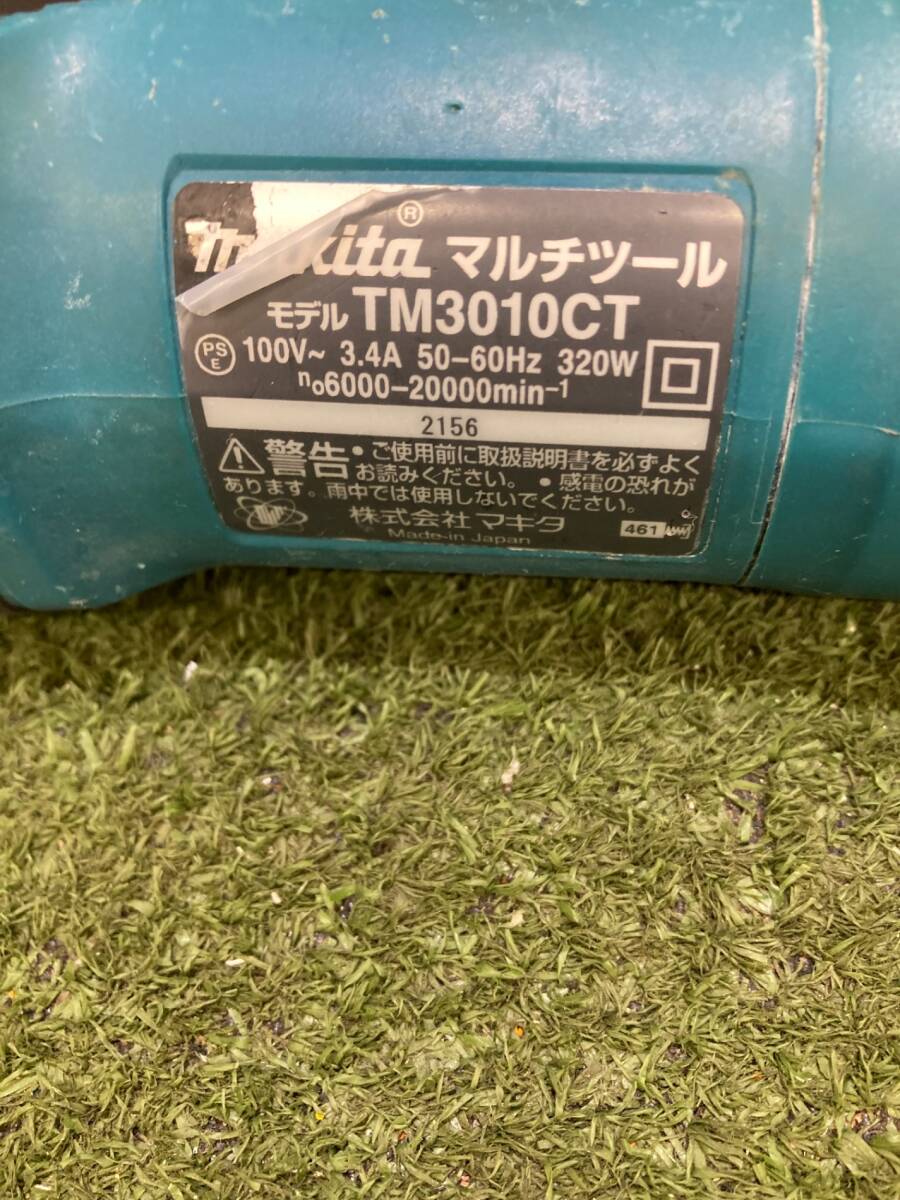 makita® マルチツール
モデル TM3010CT
PSE 100V~ 3.4A 50-60Hz 320W
no6000-20000min-1
2156
⚠警告 • ご使用前に取扱説明書を必ずよく
お読みください。 • 感電の恐れが
あります。雨中では使用しないでください。
株式会社 マキタ
Made in Japan
461